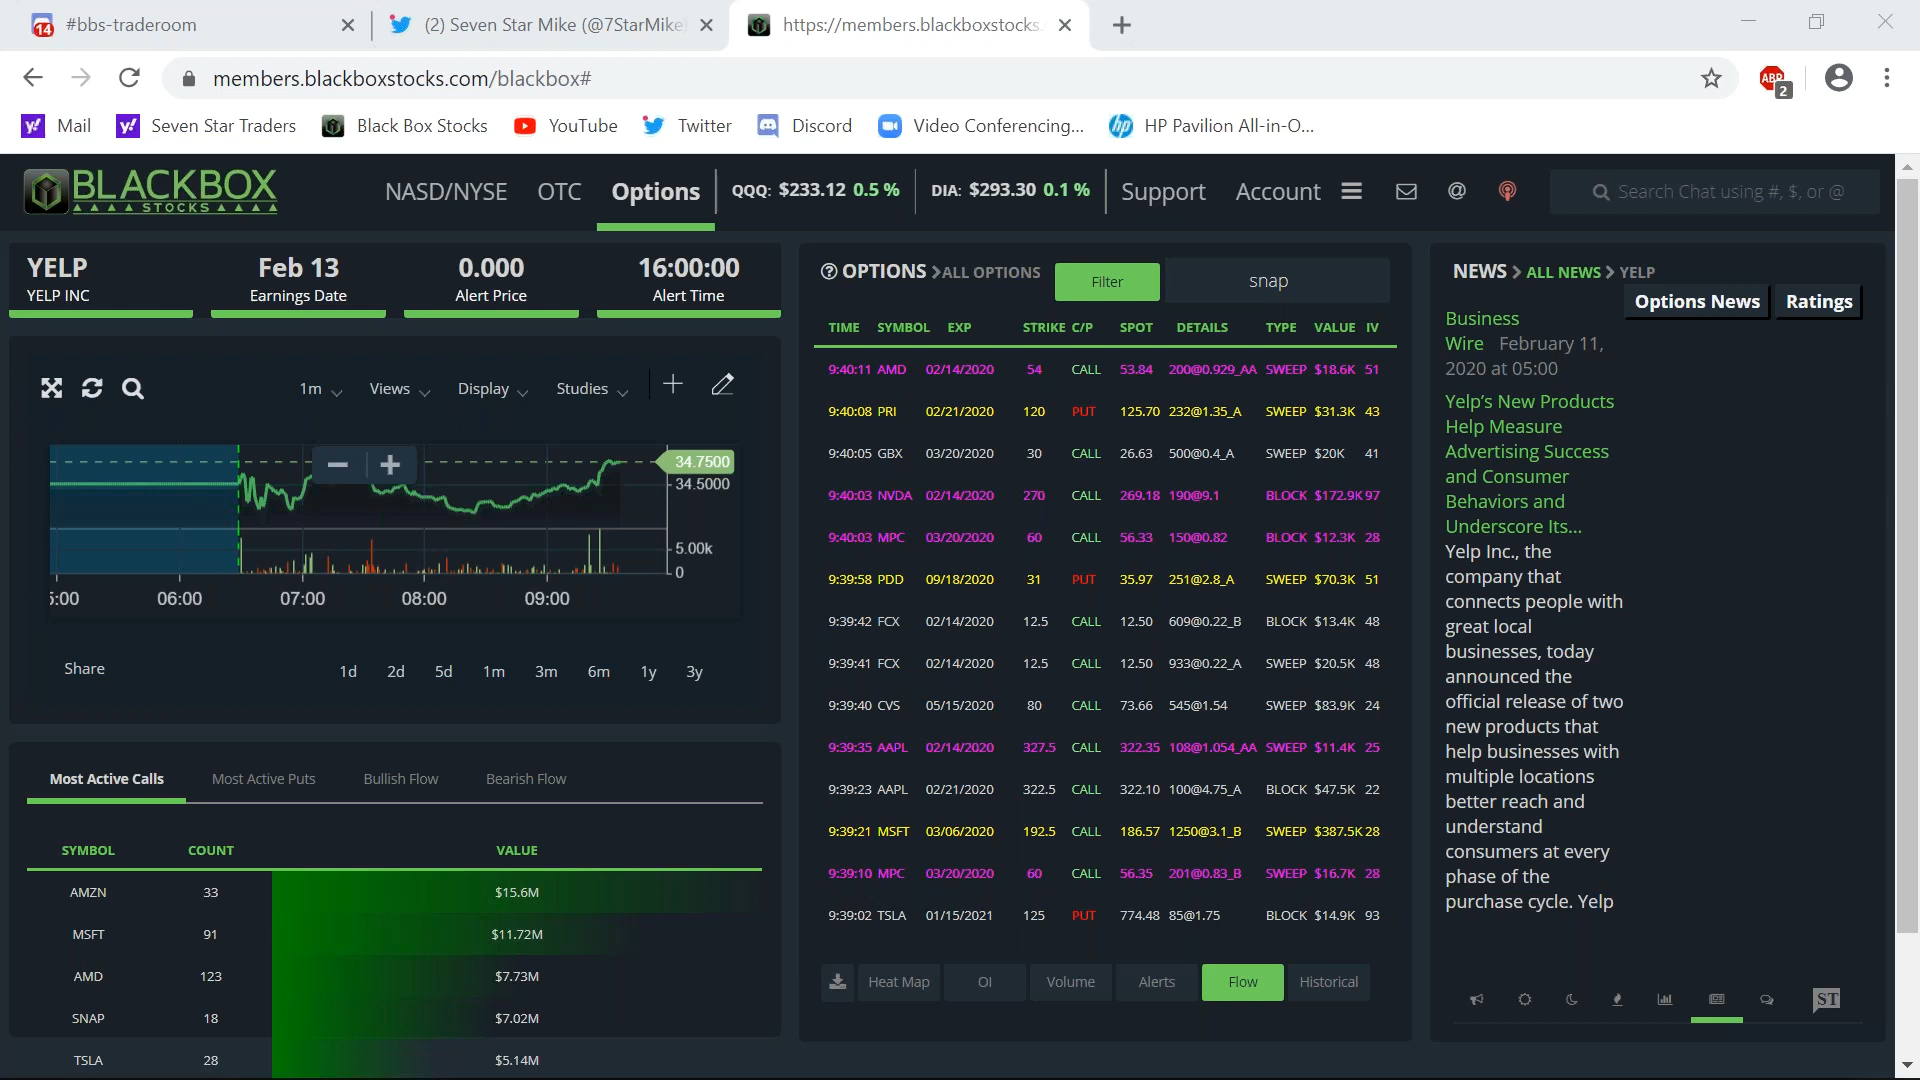 14 #bbs-traderoom
(2) Seven Star Mike (@7StarMike)
https://members.blackboxstocks.
members.blackboxstocks.com/blackbox#
ABP 2
Mail
Seven Star Traders
Black Box Stocks
YouTube
Twitter
Discord
Video Conferencing...
HP Pavilion All-in-O...
BLACKBOX
STOCKS
NASD/NYSE OTC Options QQQ: $233.12 0.5 % DIA: $293.30 0.1 % Support Account
Search Chat using #, $, or @
YELP Feb 13 0.000 16:00:00
YELP INC Earnings Date Alert Price Alert Time
1m Views Display Studies
34.7500
34.5000
5.00k
0
5:00 06:00 07:00 08:00 09:00
Share 1d 2d 5d 1m 3m 6m 1y 3y
Most Active Calls Most Active Puts Bullish Flow Bearish Flow
SYMBOL COUNT VALUE
AMZN 33 $15.6M
MSFT 91 $11.72M
AMD 123 $7.73M
SNAP 18 $7.02M
TSLA 28 $5.14M
OPTIONS >ALL OPTIONS Filter snap
TIME SYMBOL EXP STRIKE C/P SPOT DETAILS TYPE VALUE IV
9:40:11 AMD 02/14/2020 54 CALL 53.84 200@0.929_AA SWEEP $18.6K 51
9:40:08 PRI 02/21/2020 120 PUT 125.70 232@1.35_A SWEEP $31.3K 43
9:40:05 GBX 03/20/2020 30 CALL 26.63 500@0.4_A SWEEP $20K 41
9:40:03 NVDA 02/14/2020 270 CALL 269.18 190@9.1 BLOCK $172.9K 97
9:40:03 MPC 03/20/2020 60 CALL 56.33 150@0.82 BLOCK $12.3K 28
9:39:58 PDD 09/18/2020 31 PUT 35.97 251@2.8_A SWEEP $70.3K 51
9:39:42 FCX 02/14/2020 12.5 CALL 12.50 609@0.22_B BLOCK $13.4K 48
9:39:41 FCX 02/14/2020 12.5 CALL 12.50 933@0.22_A SWEEP $20.5K 48
9:39:40 CVS 05/15/2020 80 CALL 73.66 545@1.54 SWEEP $83.9K 24
9:39:35 AAPL 02/14/2020 327.5 CALL 322.35 108@1.054_AA SWEEP $11.4K 25
9:39:23 AAPL 02/21/2020 322.5 CALL 322.10 100@4.75_A BLOCK $47.5K 22
9:39:21 MSFT 03/06/2020 192.5 CALL 186.57 1250@3.1_B SWEEP $387.5K 28
9:39:10 MPC 03/20/2020 60 CALL 56.35 201@0.83_B SWEEP $16.7K 28
9:39:02 TSLA 01/15/2021 125 PUT 774.48 85@1.75 BLOCK $14.9K 93
Heat Map OI Volume Alerts Flow Historical
NEWS > ALL NEWS > YELP
Options News Ratings
Business
Wire February 11,
2020 at 05:00
Yelp's New Products
Help Measure
Advertising Success
and Consumer
Behaviors and
Underscore Its...
Yelp Inc., the
company that
connects people with
great local
businesses, today
announced the
official release of two
new products that
help businesses with
multiple locations
better reach and
understand
consumers at every
phase of the
purchase cycle. Yelp
ST